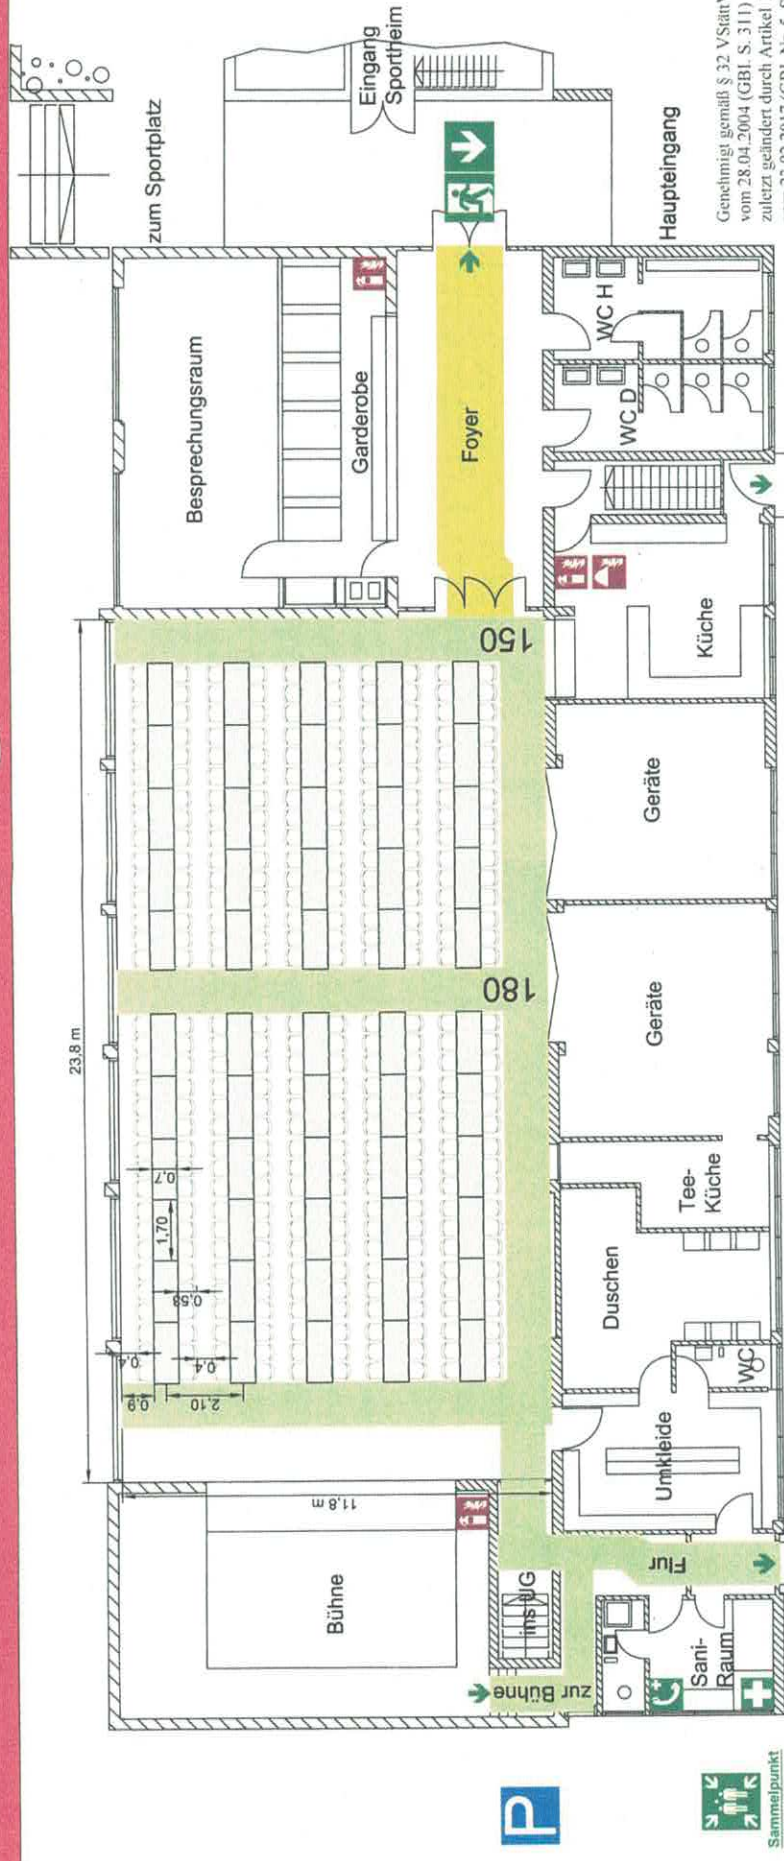 zum Sportplatz
Eingang
Sportheim
Haupteingang
Genehmigt gemäß § 32 VStättV
vom 28.04.2004 (GBl. S. 311)
zuletzt geändert durch Artikel
Besprechungsraum
Garderobe
Foyer
WC H
WC D
Küche
150
180
23,8 m
Geräte
Geräte
0,7
1,70
0,58
0,4
0,4
0,9
2,10
Tee-
Küche
Duschen
WC
Umkleide
11,8 m
Bühne
ins UG
Flur
zur Bühne
Sani-
Raum
P
Sammelpunkt